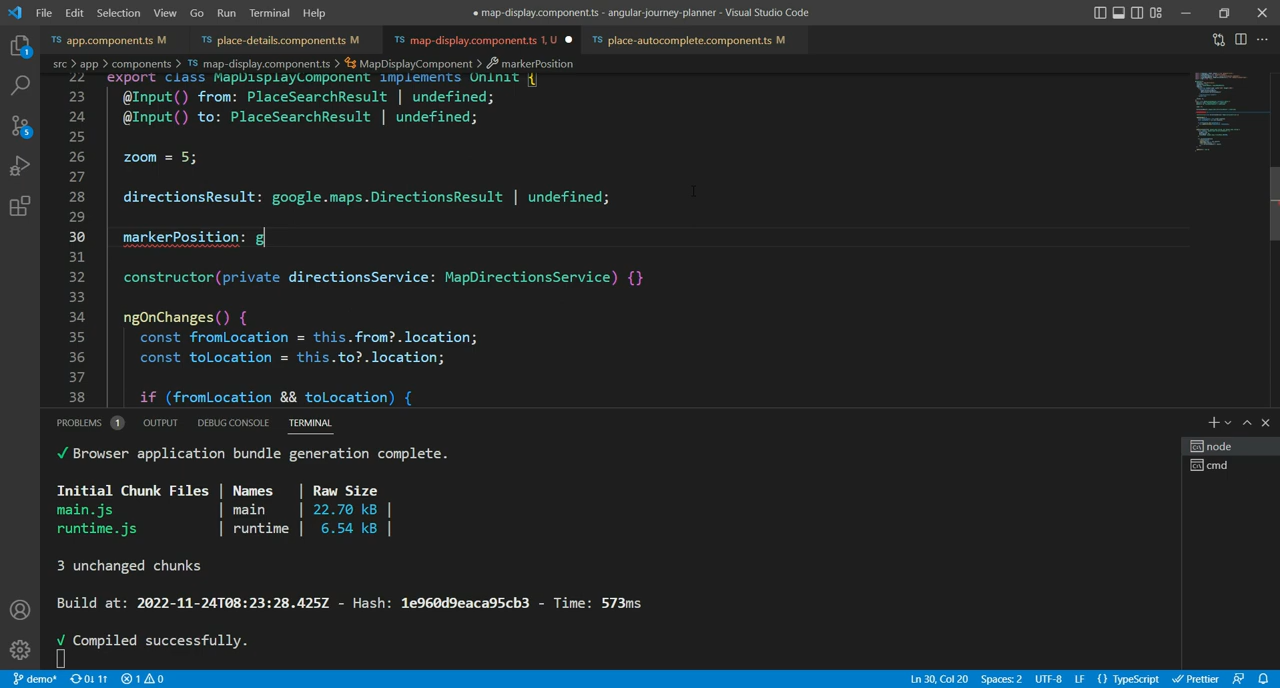 File Edit Selection View Go Run Terminal Help
● map-display.component.ts - angular-journey-planner - Visual Studio Code
TS app.component.ts M
TS place-details.component.ts M
TS map-display.component.ts 1, U ●
TS place-autocomplete.component.ts M
src > app > components > TS map-display.component.ts > MapDisplayComponent > markerPosition
22 export class MapDisplayComponent implements OnInit {
23 @Input() from: PlaceSearchResult | undefined;
24 @Input() to: PlaceSearchResult | undefined;
25
26 zoom = 5;
27
28 directionsResult: google.maps.DirectionsResult | undefined;
29
30 markerPosition: g
31
32 constructor(private directionsService: MapDirectionsService) {}
33
34 ngOnChanges() {
35 const fromLocation = this.from?.location;
36 const toLocation = this.to?.location;
37
38 if (fromLocation && toLocation) {
1
5
PROBLEMS 1 OUTPUT DEBUG CONSOLE TERMINAL
node
cmd
✓ Browser application bundle generation complete.
Initial Chunk Files | Names | Raw Size
main.js | main | 22.70 kB |
runtime.js | runtime | 6.54 kB |
3 unchanged chunks
Build at: 2022-11-24T08:23:28.425Z - Hash: 1e960d9eaca95cb3 - Time: 573ms
√ Compiled successfully.
demo* 0↓ 1↑ 1 0 Ln 30, Col 20 Spaces: 2 UTF-8 LF {} TypeScript Prettier